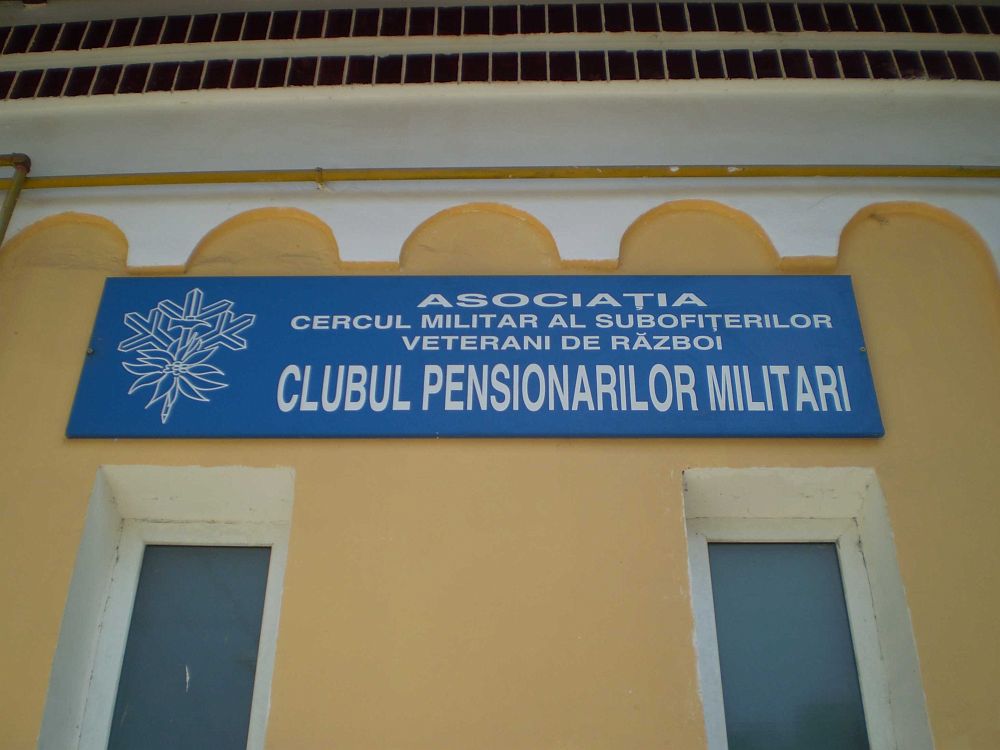 ASOCIAȚIA
CERCUL MILITAR AL SUBOFIȚERILOR
VETERANI DE RĂZBOI
CLUBUL PENSIONARILOR MILITARI